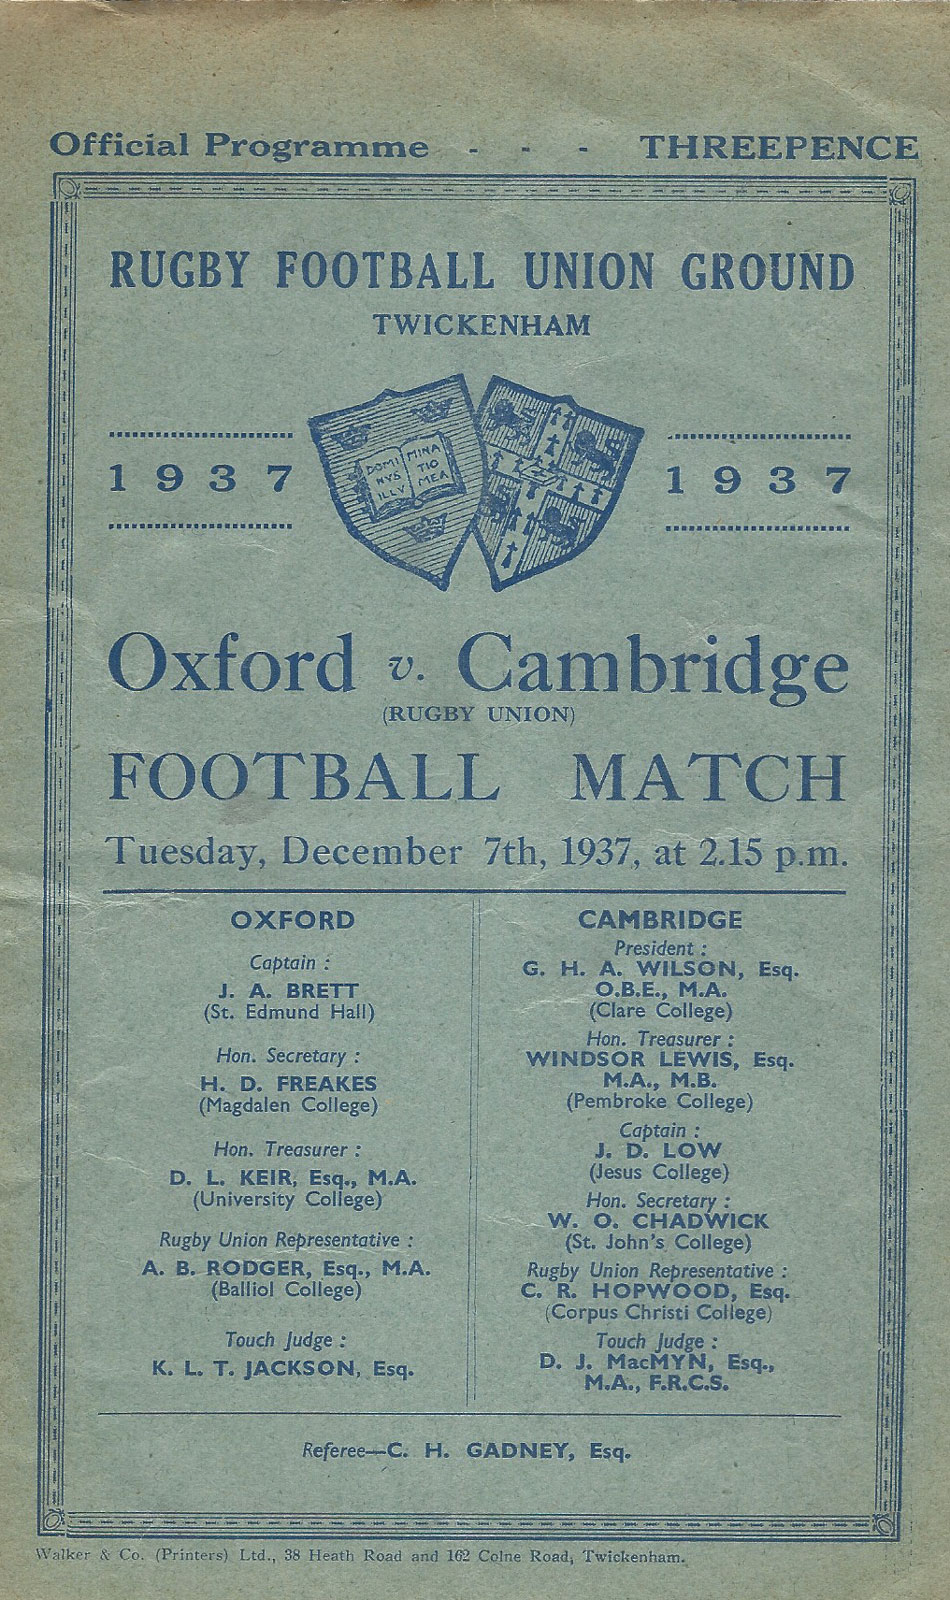 Official Programme - - - THREEPENCE
RUGBY FOOTBALL UNION GROUND
TWICKENHAM
1937
DOMI MINA
NVS TIO
ILLV MEA
1937
Oxford v. Cambridge
(RUGBY UNION)
FOOTBALL MATCH
Tuesday, December 7th, 1937, at 2.15 p.m.
OXFORD
Captain :
J. A. BRETT
(St. Edmund Hall)
Hon. Secretary :
H. D. FREAKES
(Magdalen College)
Hon. Treasurer :
D. L. KEIR, Esq., M.A.
(University College)
Rugby Union Representative :
A. B. RODGER, Esq., M.A.
(Balliol College)
Touch Judge :
K. L. T. JACKSON, Esq.
CAMBRIDGE
President :
G. H. A. WILSON, Esq.
O.B.E., M.A.
(Clare College)
Hon. Treasurer :
WINDSOR LEWIS, Esq.
M.A., M.B.
(Pembroke College)
Captain :
J. D. LOW
(Jesus College)
Hon. Secretary :
W. O. CHADWICK
(St. John's College)
Rugby Union Representative :
C. R. HOPWOOD, Esq.
(Corpus Christi College)
Touch Judge :
D. J. MacMYN, Esq.,
M.A., F.R.C.S.
Referee—C. H. GADNEY, Esq.
Walker & Co. (Printers) Ltd., 38 Heath Road and 162 Colne Road, Twickenham.